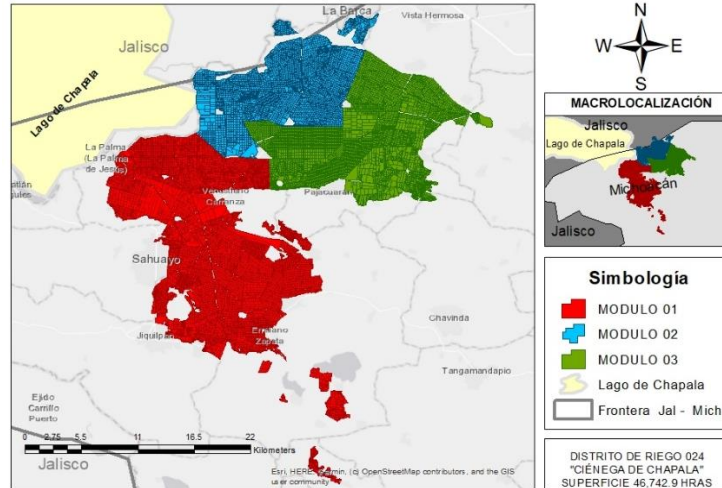 La Barca
Vista Hermosa
Jalisco
Lago de Chapala
La Palma
(La Palma
de Jesús)
Venustiano
Carranza
Pajacuarán
Sahuayo
Jiquilpan
Emiliano
Zapata
Chavinda
Tangamandapio
Ejido
Carrillo
Puerto
0 2.75 5.5 11 16.5 22
Kilometers
Jalisco
Esri, HERE, Garmin, (c) OpenStreetMap contributors, and the GIS
user community
N
W E
S
MACROLOCALIZACIÓN
Jalisco
Lago de Chapala
Michoacán
Jalisco
Simbología
MODULO 01
MODULO 02
MODULO 03
Lago de Chapala
Frontera Jal - Mich
DISTRITO DE RIEGO 024
"CIÉNEGA DE CHAPALA"
SUPERFICIE 46,742.9 HRAS